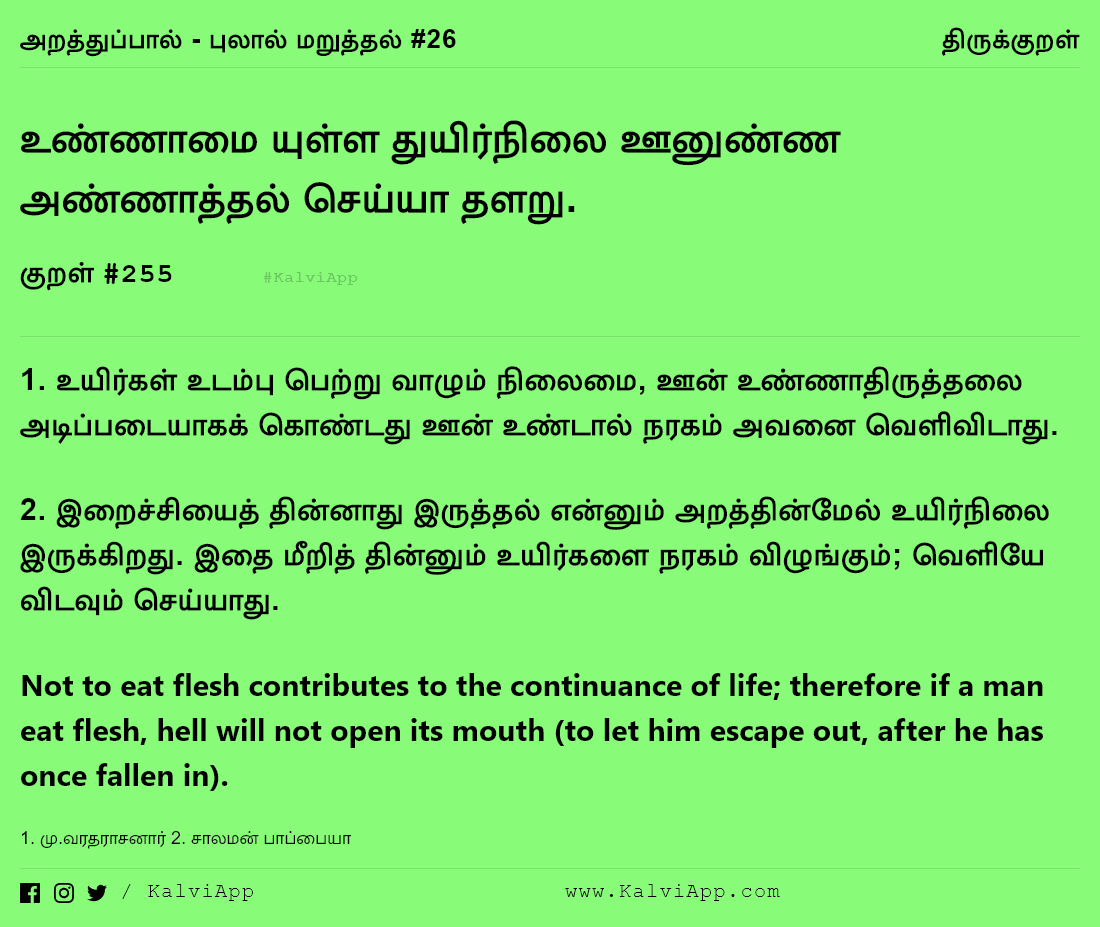 அறத்துப்பால் - புலால் மறுத்தல் #26
திருக்குறள்
உண்ணாமை யுள்ள துயிர்நிலை ஊனுண்ண
அண்ணாத்தல் செய்யா தளறு.
குறள் #255
#KalviApp
1. உயிர்கள் உடம்பு பெற்று வாழும் நிலைமை, ஊன் உண்ணாதிருத்தலை
அடிப்படையாகக் கொண்டது ஊன் உண்டால் நரகம் அவனை வெளிவிடாது.
2. இறைச்சியைத் தின்னாது இருத்தல் என்னும் அறத்தின்மேல் உயிர்நிலை
இருக்கிறது. இதை மீறித் தின்னும் உயிர்களை நரகம் விழுங்கும்; வெளியே
விடவும் செய்யாது.
Not to eat flesh contributes to the continuance of life; therefore if a man
eat flesh, hell will not open its mouth (to let him escape out, after he has
once fallen in).
1. மு.வரதராசனார் 2. சாலமன் பாப்பையா
/ KalviApp
www.KalviApp.com